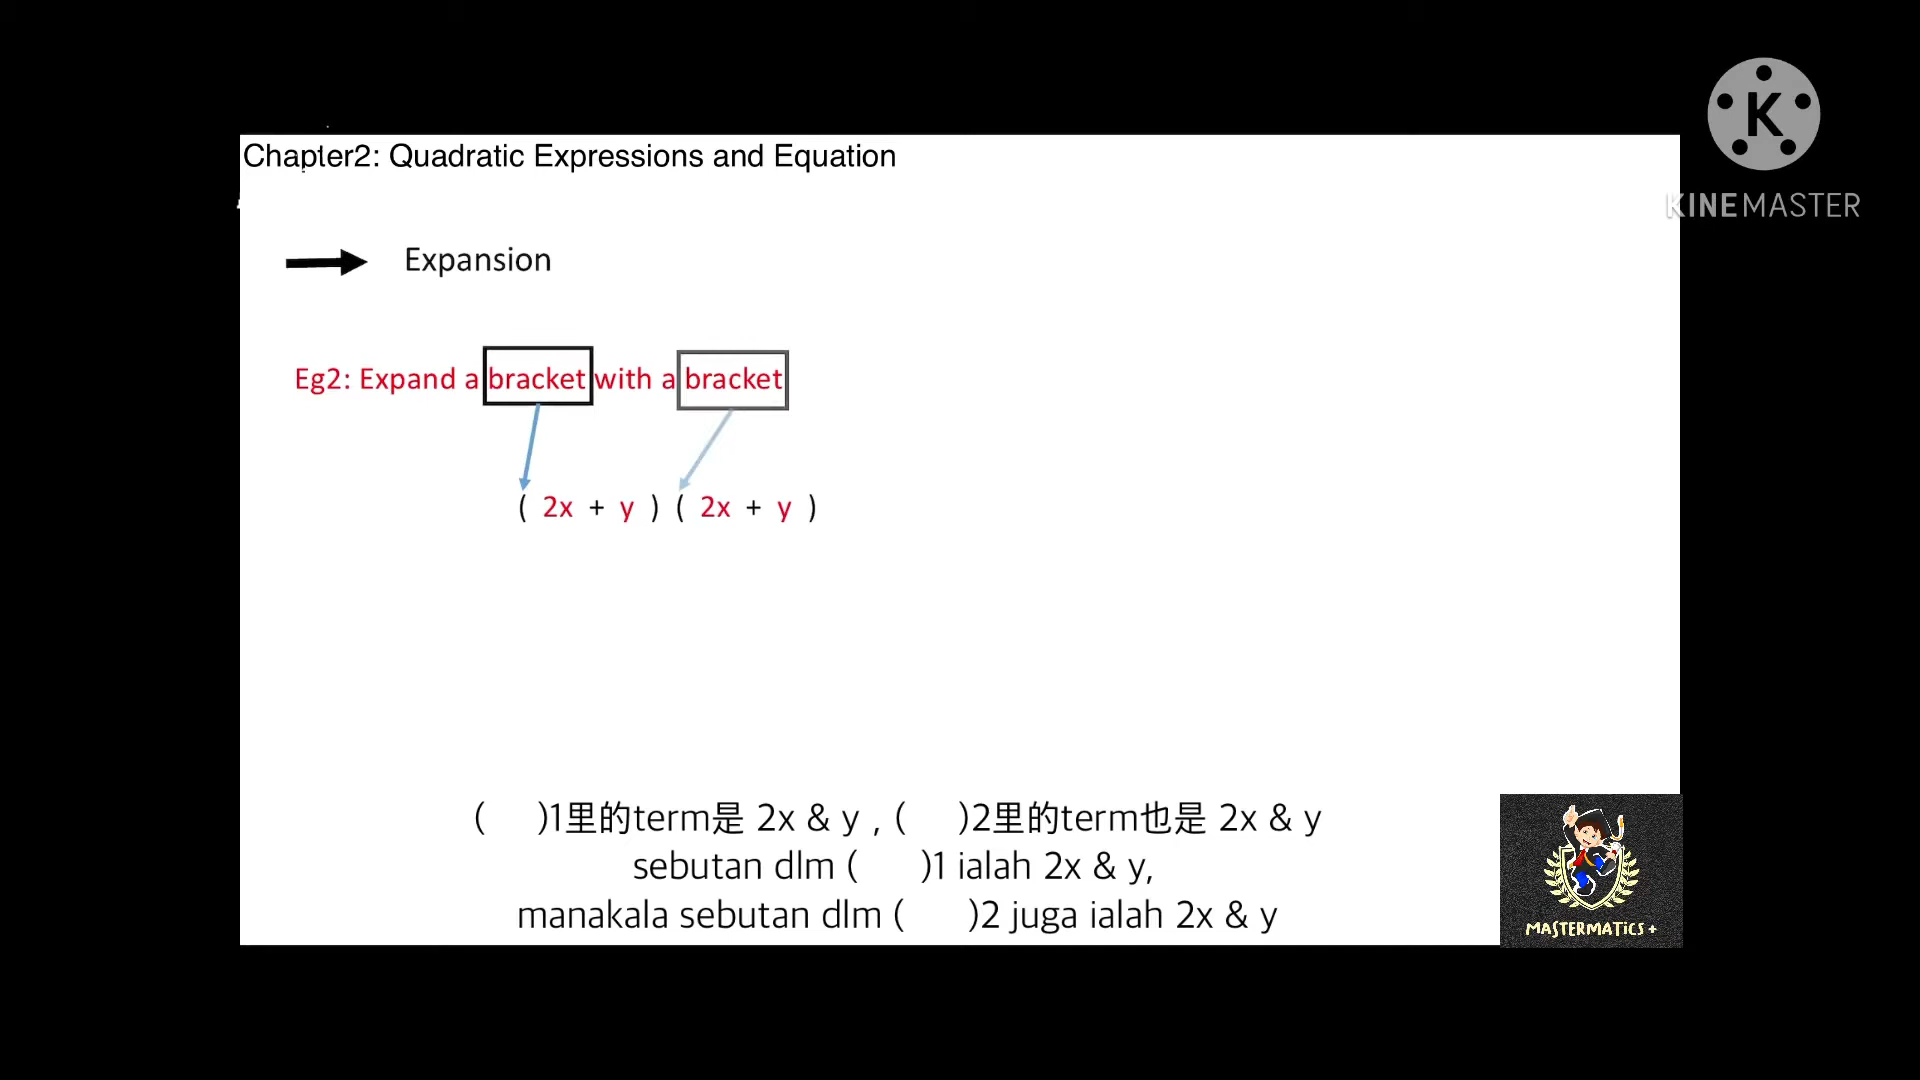 K
KINEMASTER
Chapter2: Quadratic Expressions and Equation
Expansion
Eg2: Expand a bracket with a bracket
( 2x + y ) ( 2x + y )
(     )1里的term是 2x & y , (     )2里的term也是 2x & y
sebutan dlm (      )1 ialah 2x & y,
manakala sebutan dlm (      )2 juga ialah 2x & y
MASTERMATiCS +